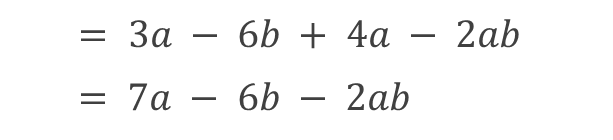 = 3a − 6b + 4a − 2ab
= 7a − 6b − 2ab